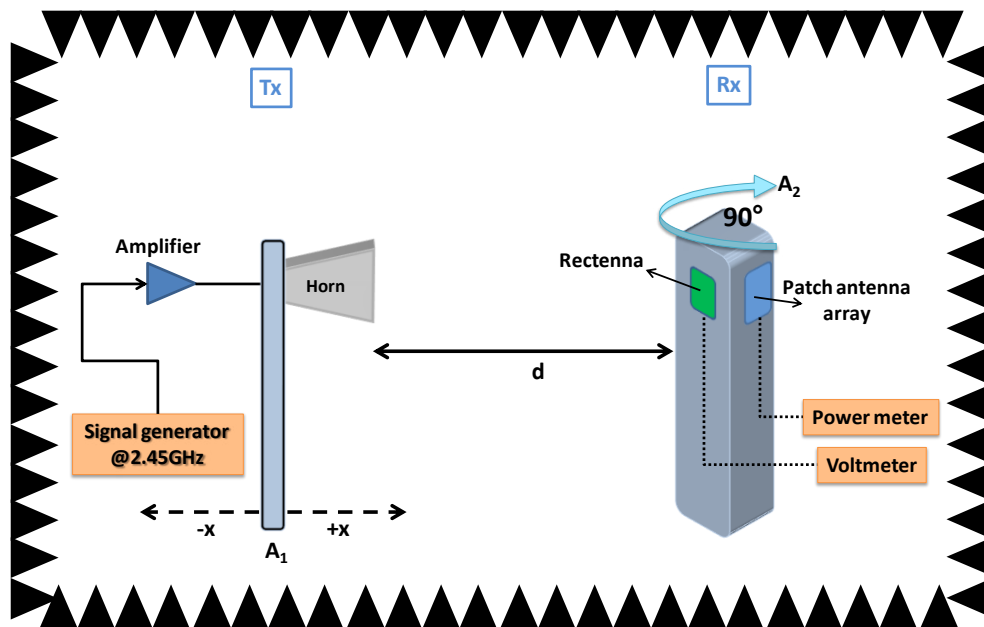 Tx
Rx
A2
90°
Amplifier
Rectenna
Horn
Patch antenna
array
d
Signal generator
@2.45GHz
Power meter
Voltmeter
-x
+x
A1